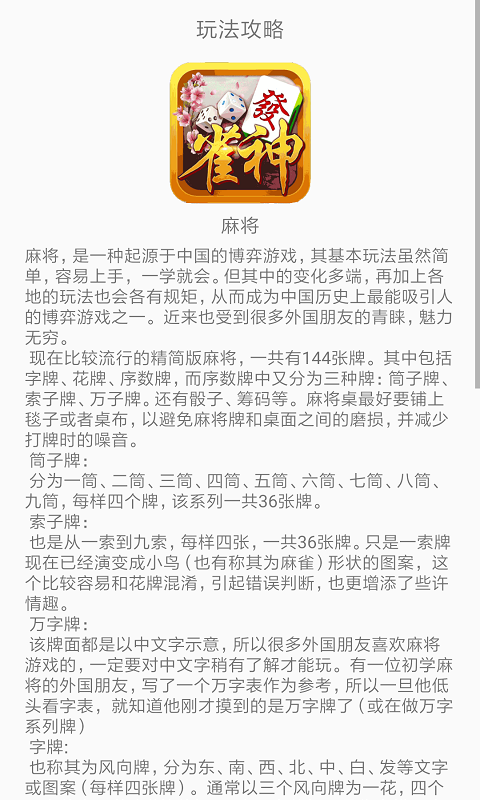 玩法攻略
發
雀神
麻将
麻将，是一种起源于中国的博弈游戏，其基本玩法虽然简
单，容易上手，一学就会。但其中的变化多端，再加上各
地的玩法也会各有规矩，从而成为中国历史上最能吸引人
的博弈游戏之一。近来也受到很多外国朋友的青睐，魅力
无穷。
现在比较流行的精简版麻将，一共有144张牌。其中包括
字牌、花牌、序数牌，而序数牌中又分为三种牌：筒子牌、
索子牌、万子牌。还有骰子、筹码等。麻将桌最好要铺上
毯子或者桌布，以避免麻将牌和桌面之间的磨损，并减少
打牌时的噪音。
筒子牌：
分为一筒、二筒、三筒、四筒、五筒、六筒、七筒、八筒、
九筒，每样四个牌，该系列一共36张牌。
索子牌：
也是从一索到九索，每样四张，一共36张牌。只是一索牌
现在已经演变成小鸟（也有称其为麻雀）形状的图案，这
个比较容易和花牌混淆，引起错误判断，也更增添了些许
情趣。
万字牌：
该牌面都是以中文字示意，所以很多外国朋友喜欢麻将
游戏的，一定要对中文字稍有了解才能玩。有一位初学麻
将的外国朋友，写了一个万字表作为参考，所以一旦他低
头看字表，就知道他刚才摸到的是万字牌了（或在做万字
系列牌）
字牌：
也称其为风向牌，分为东、南、西、北、中、白、发等文字
或图案（每样四张牌）。通常以三个风向牌为一花，四个